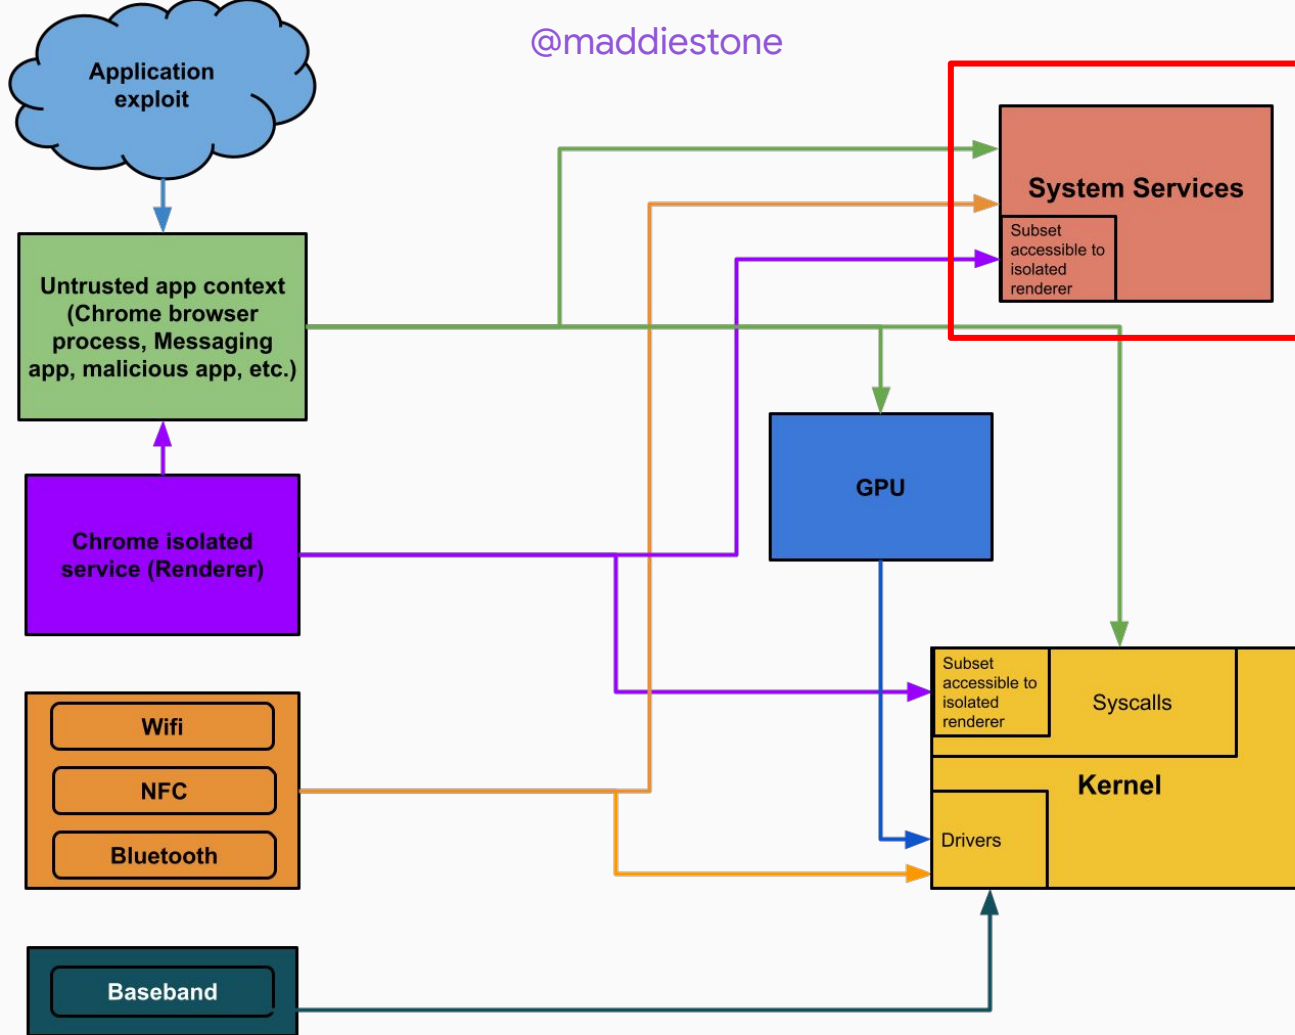 @maddiestone
Application
exploit
System Services
Subset
accessible to
isolated
renderer
Untrusted app context
(Chrome browser
process, Messaging
app, malicious app, etc.)
GPU
Chrome isolated
service (Renderer)
Subset
accessible to
isolated
renderer
Syscalls
Kernel
Drivers
Wifi
NFC
Bluetooth
Baseband